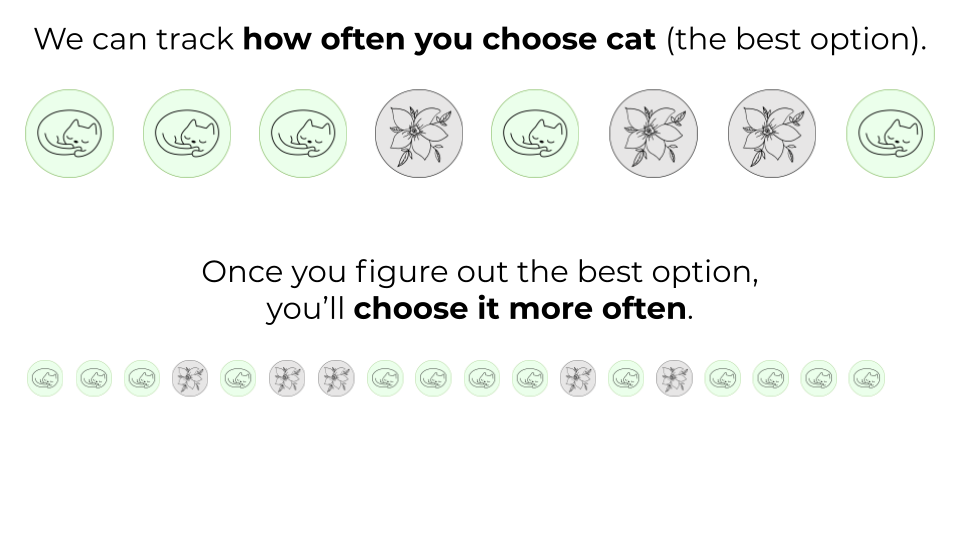 We can track how often you choose cat (the best option).
Once you figure out the best option,
you’ll choose it more often.